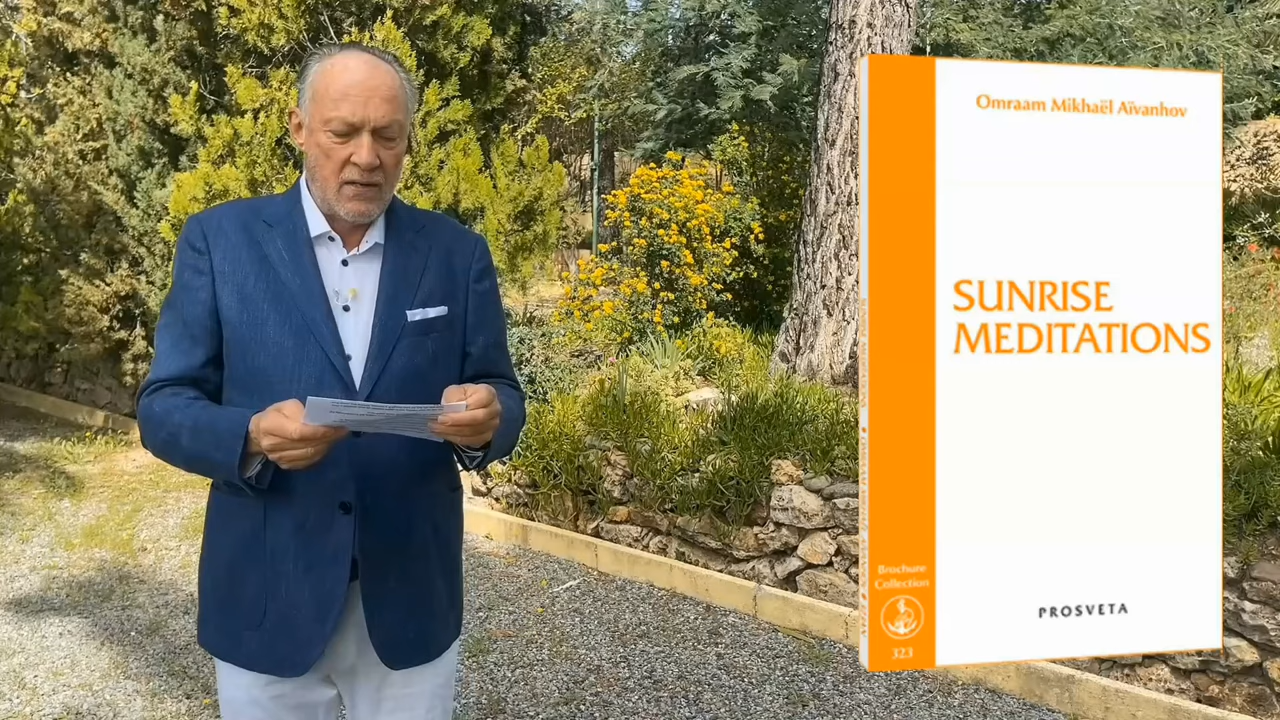 Omraam Mikhaël Aïvanhov
SUNRISE
MEDITATIONS
Brochure
Collection
323
PROSVETA